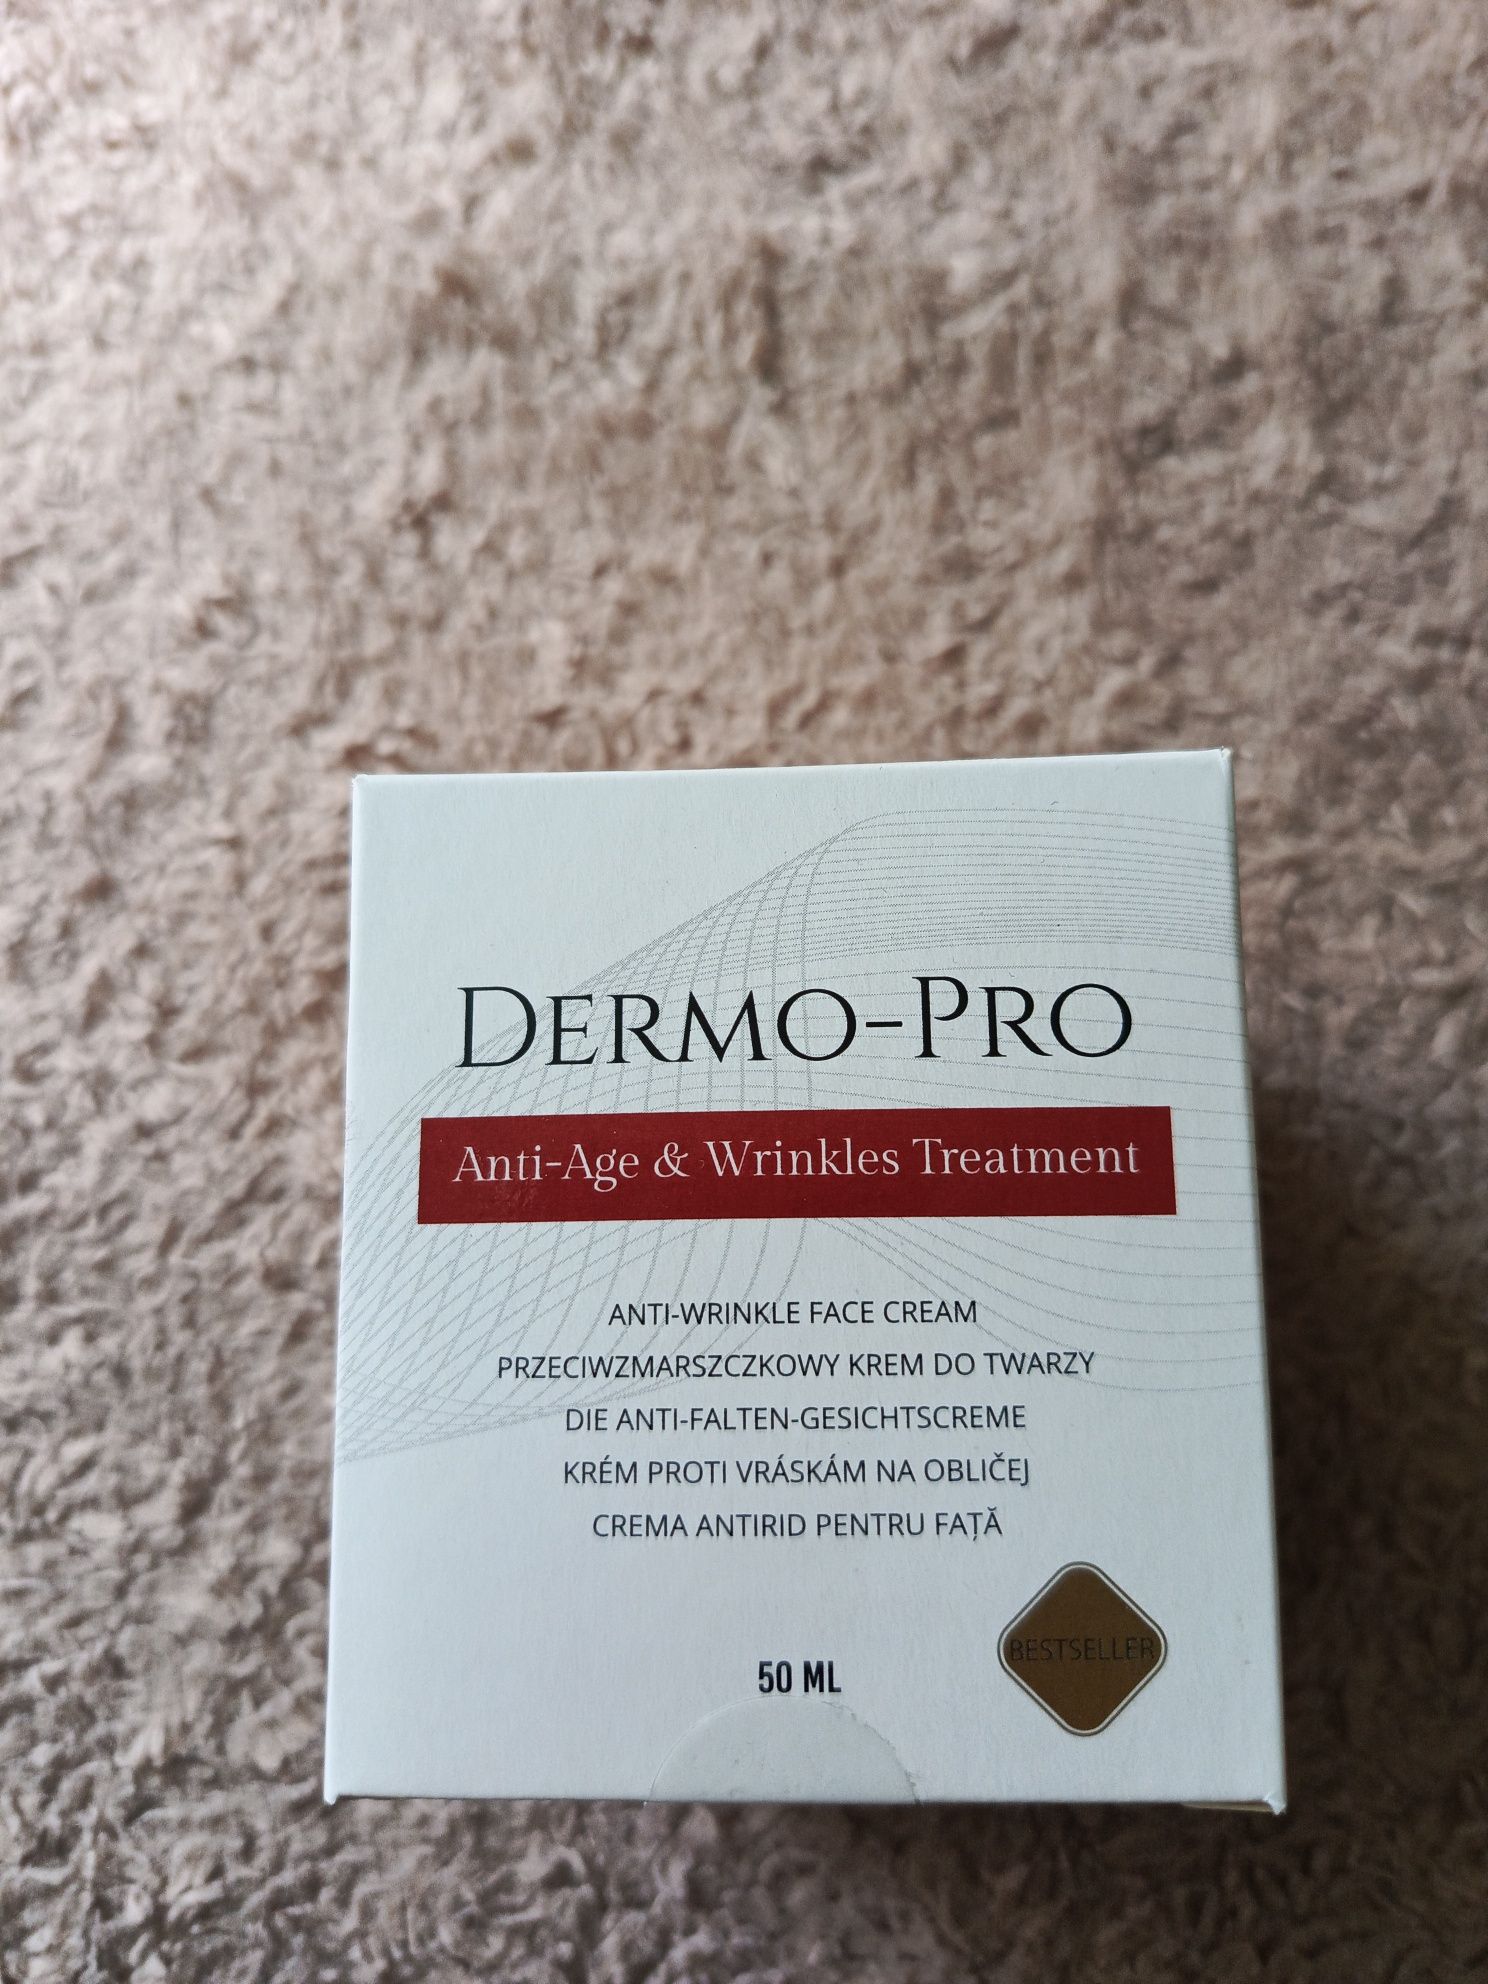 DERMO-PRO
Anti-Age & Wrinkles Treatment
ANTI-WRINKLE FACE CREAM
PRZECIWZMARSZCZKOWY KREM DO TWARZY
DIE ANTI-FALTEN-GESICHTSCREME
KRÉM PROTI VRÁSKÁM NA OBLIČEJ
CREMA ANTIRID PENTRU FAȚĂ
BESTSELLER
50 ML